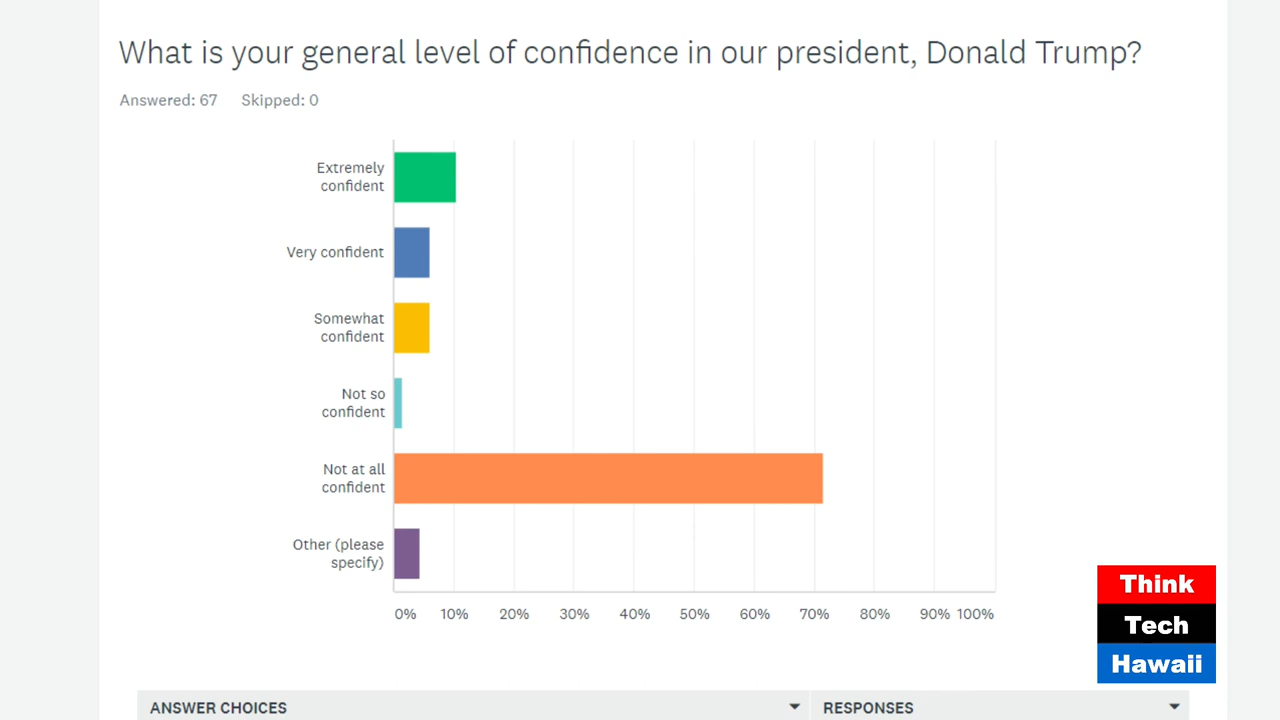 What is your general level of confidence in our president, Donald Trump?
Answered: 67 Skipped: 0
Extremely
confident
Very confident
Somewhat
confident
Not so
confident
Not at all
confident
Other (please
specify)
0% 10% 20% 30% 40% 50% 60% 70% 80% 90% 100%
Think
Tech
Hawaii
ANSWER CHOICES RESPONSES